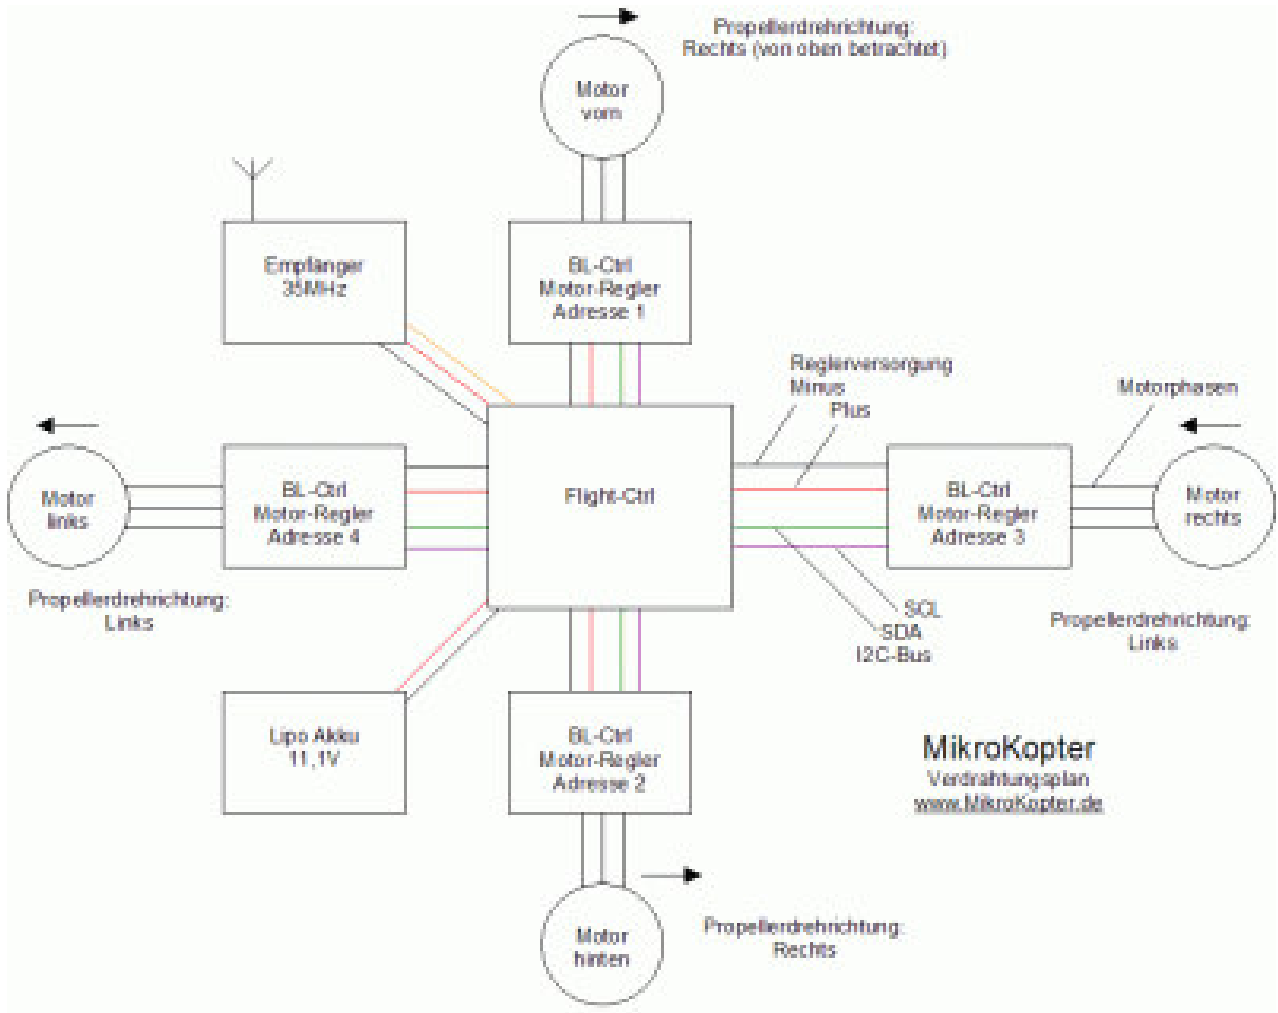 Propellerdrehrichtung:
Rechts (von oben betrachtet)
Motor
vorn
Empfänger
35MHz
BL-Ctrl
Motor-Regler
Adresse 1
Reglerversorgung
Minus
Plus
Motorphasen
Motor
links
BL-Ctrl
Motor-Regler
Adresse 4
Flight-Ctrl
BL-Ctrl
Motor-Regler
Adresse 3
Motor
rechts
Propellerdrehrichtung:
Links
SCL
SDA
I2C-Bus
Propellerdrehrichtung:
Links
Lipo Akku
11,1V
BL-Ctrl
Motor-Regler
Adresse 2
MikroKopter
Verdrahtungsplan
www.MikroKopter.de
Motor
hinten
Propellerdrehrichtung:
Rechts